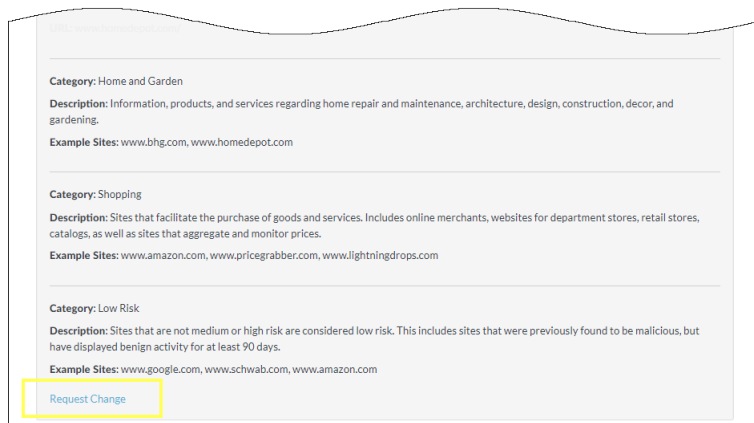 Category: Home and Garden
Description: Information, products, and services regarding home repair and maintenance, architecture, design, construction, decor, and
gardening.
Example Sites: www.bhg.com, www.homedepot.com
Category: Shopping
Description: Sites that facilitate the purchase of goods and services. Includes online merchants, websites for department stores, retail stores,
catalogs, as well as sites that aggregate and monitor prices.
Example Sites: www.amazon.com, www.pricegrabber.com, www.lightningdrops.com
Category: Low Risk
Description: Sites that are not medium or high risk are considered low risk. This includes sites that were previously found to be malicious, but
have displayed benign activity for at least 90 days.
Example Sites: www.google.com, www.schwab.com, www.amazon.com
Request Change